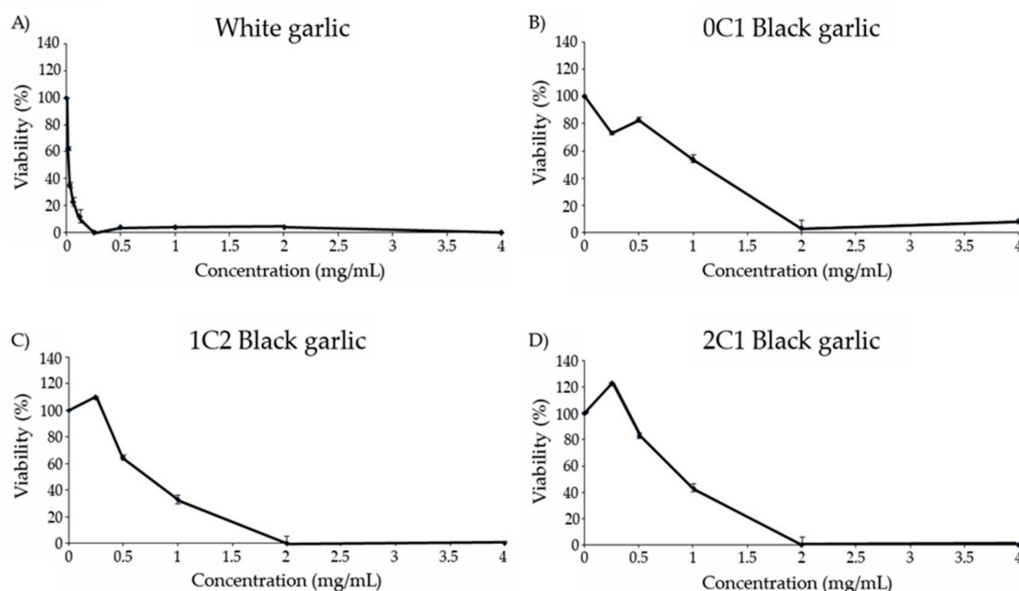 A)
White garlic
Viability (%)
140
120
100
80
60
40
20
0
0 0.5 1 1.5 2 2.5 3 3.5 4
Concentration (mg/mL)
B)
0C1 Black garlic
Viability (%)
140
120
100
80
60
40
20
0
0 0.5 1 1.5 2 2.5 3 3.5 4
Concentration (mg/mL)
C)
1C2 Black garlic
Viability (%)
140
120
100
80
60
40
20
0
0 0.5 1 1.5 2 2.5 3 3.5 4
Concentration (mg/mL)
D)
2C1 Black garlic
Viability (%)
140
120
100
80
60
40
20
0
0 0.5 1 1.5 2 2.5 3 3.5 4
Concentration (mg/mL)